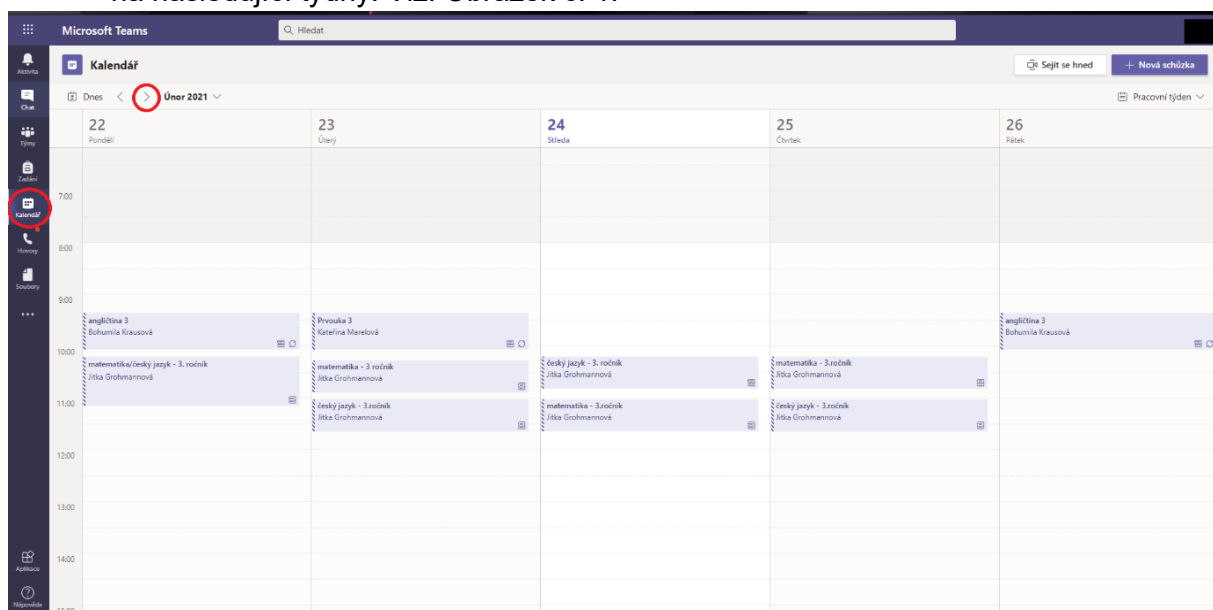 Microsoft Teams
Hledat
Aktivita
Chat
Týmy
Zadání
Kalendář
Hovory
Soubory
Aplikace
Nápověda
Kalendář
Sejít se hned
+ Nová schůzka
Dnes
Únor 2021
Pracovní týden
22
Pondělí
23
Úterý
24
Středa
25
Čtvrtek
26
Pátek
7:00
8:00
9:00
10:00
11:00
12:00
13:00
14:00
angličtina 3
Bohumila Krausová
matematika/český jazyk - 3. ročník
Jitka Grohmannová
Prvouka 3
Kateřina Marelová
matematika - 3 ročník
Jitka Grohmannová
český jazyk - 3.ročník
Jitka Grohmannová
český jazyk - 3. ročník
Jitka Grohmannová
matematika - 3.ročník
Jitka Grohmannová
matematika - 3.ročník
Jitka Grohmannová
český jazyk - 3.ročník
Jitka Grohmannová
angličtina 3
Bohumila Krausová